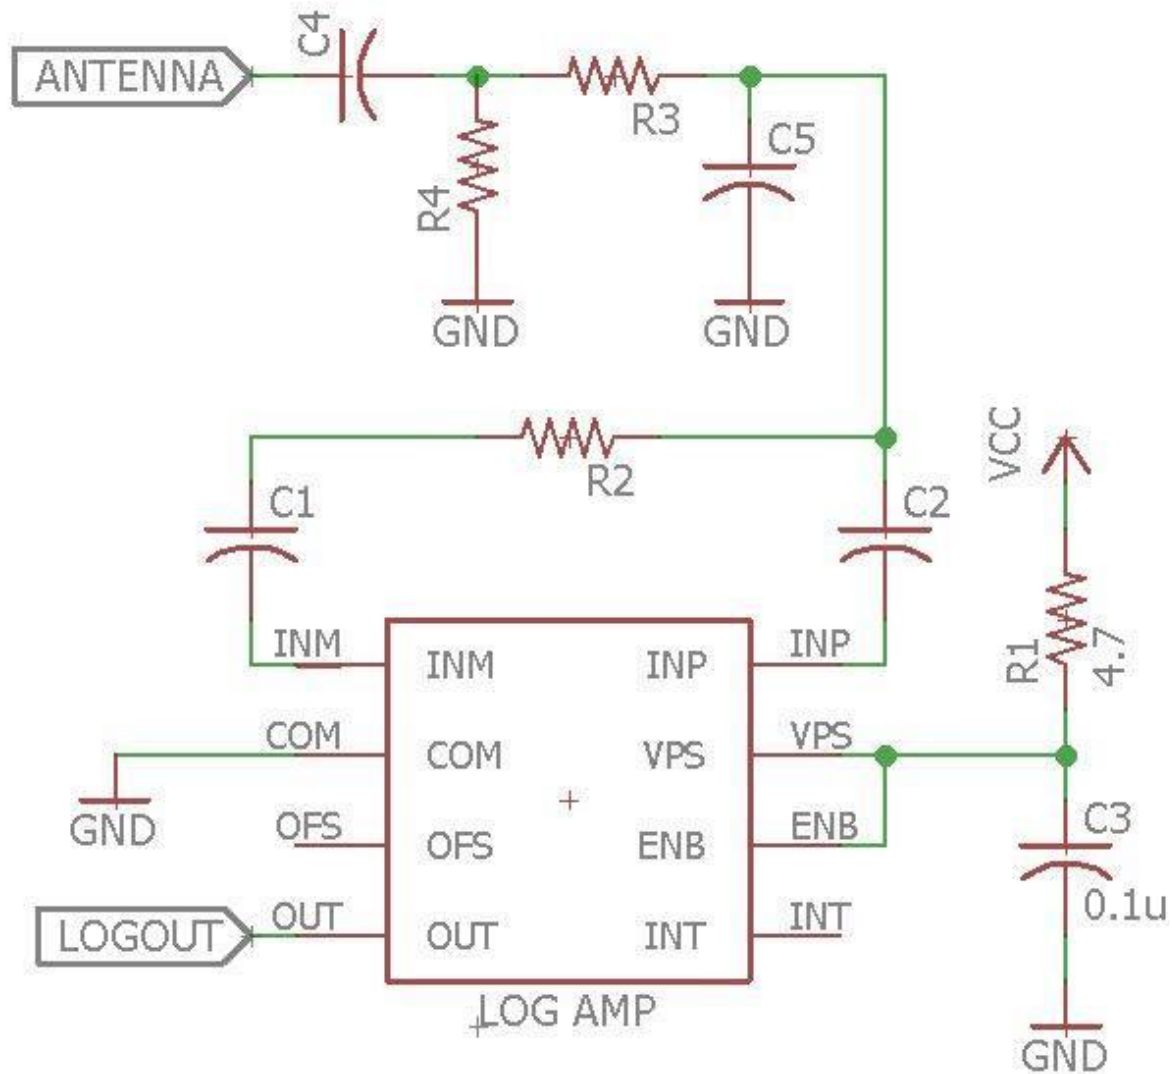 C4
ANTENNA
R3
C5
R4
GND
GND
VCC
R2
C1
C2
INM
INM
INP
INP
R1
4.7
COM
COM
VPS
VPS
GND
OFS
OFS
ENB
ENB
C3
0.1u
LOGOUT
OUT
OUT
INT
INT
LOG AMP
GND